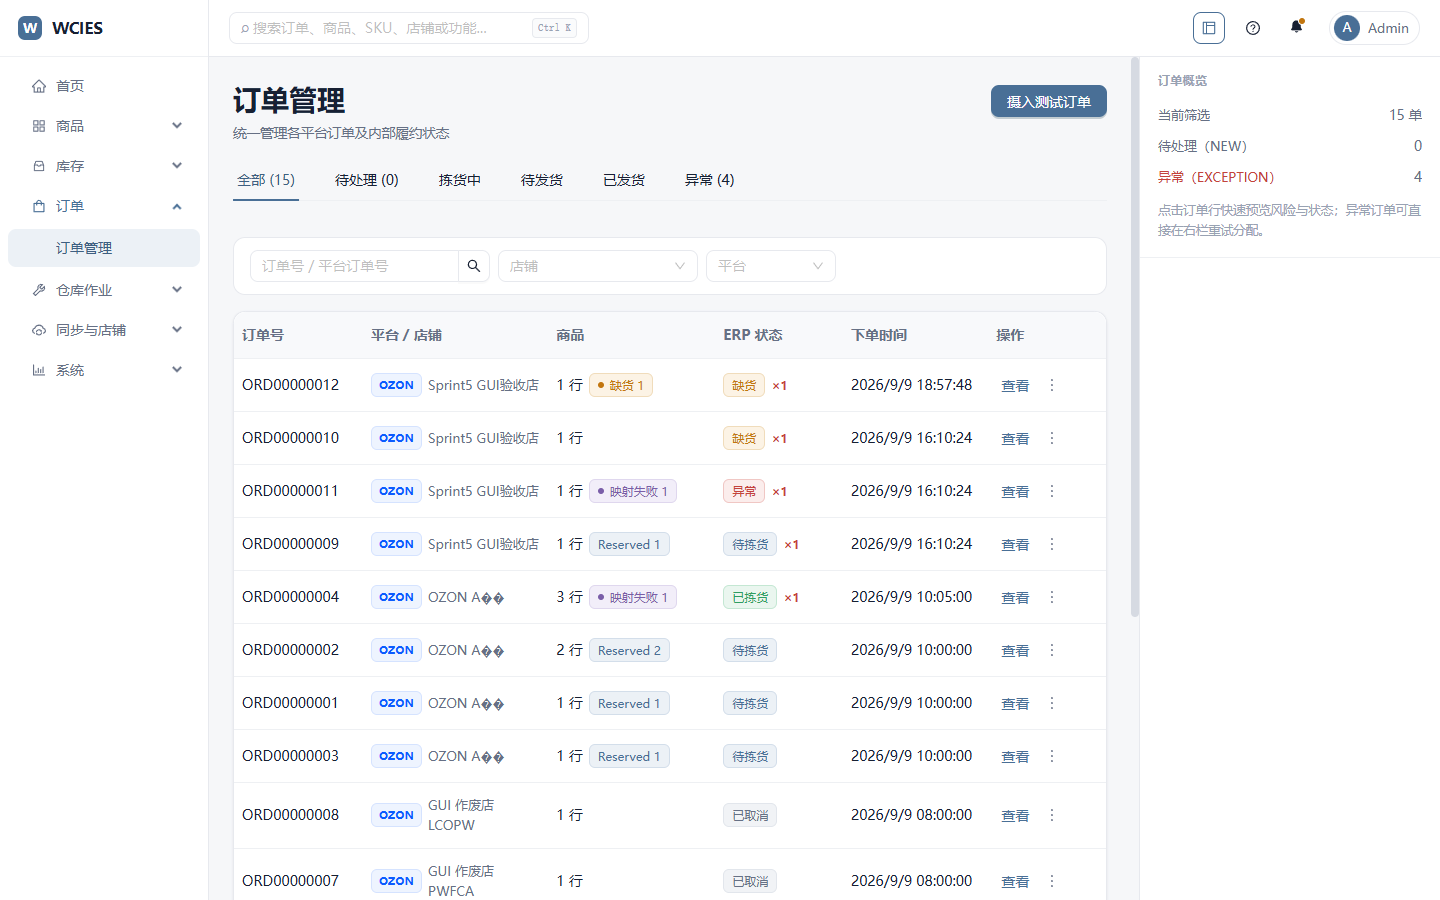 W WCIES
搜索订单、商品、SKU、店铺或功能... Ctrl K
A Admin
首页
商品
库存
订单
订单管理
仓库作业
同步与店铺
系统
订单管理
统一管理各平台订单及内部履约状态
摄入测试订单
全部 (15) 待处理 (0) 拣货中 待发货 已发货 异常 (4)
订单号 / 平台订单号 店铺 平台
订单号 平台 / 店铺 商品 ERP 状态 下单时间 操作
ORD00000012 OZON Sprint5 GUI验收店 1 行 缺货 1 缺货 ×1 2026/9/9 18:57:48 查看
ORD00000010 OZON Sprint5 GUI验收店 1 行 缺货 ×1 2026/9/9 16:10:24 查看
ORD00000011 OZON Sprint5 GUI验收店 1 行 映射失败 1 异常 ×1 2026/9/9 16:10:24 查看
ORD00000009 OZON Sprint5 GUI验收店 1 行 Reserved 1 待拣货 ×1 2026/9/9 16:10:24 查看
ORD00000004 OZON OZON A�� 3 行 映射失败 1 已拣货 ×1 2026/9/9 10:05:00 查看
ORD00000002 OZON OZON A�� 2 行 Reserved 2 待拣货 2026/9/9 10:00:00 查看
ORD00000001 OZON OZON A�� 1 行 Reserved 1 待拣货 2026/9/9 10:00:00 查看
ORD00000003 OZON OZON A�� 1 行 Reserved 1 待拣货 2026/9/9 10:00:00 查看
ORD00000008 OZON GUI 作废店 LCOPW 1 行 已取消 2026/9/9 08:00:00 查看
ORD00000007 OZON GUI 作废店 PWFCA 1 行 已取消 2026/9/9 08:00:00 查看
订单概览
当前筛选 15 单
待处理（NEW） 0
异常（EXCEPTION） 4
点击订单行快速预览风险与状态；异常订单可直
接在右栏重试分配。